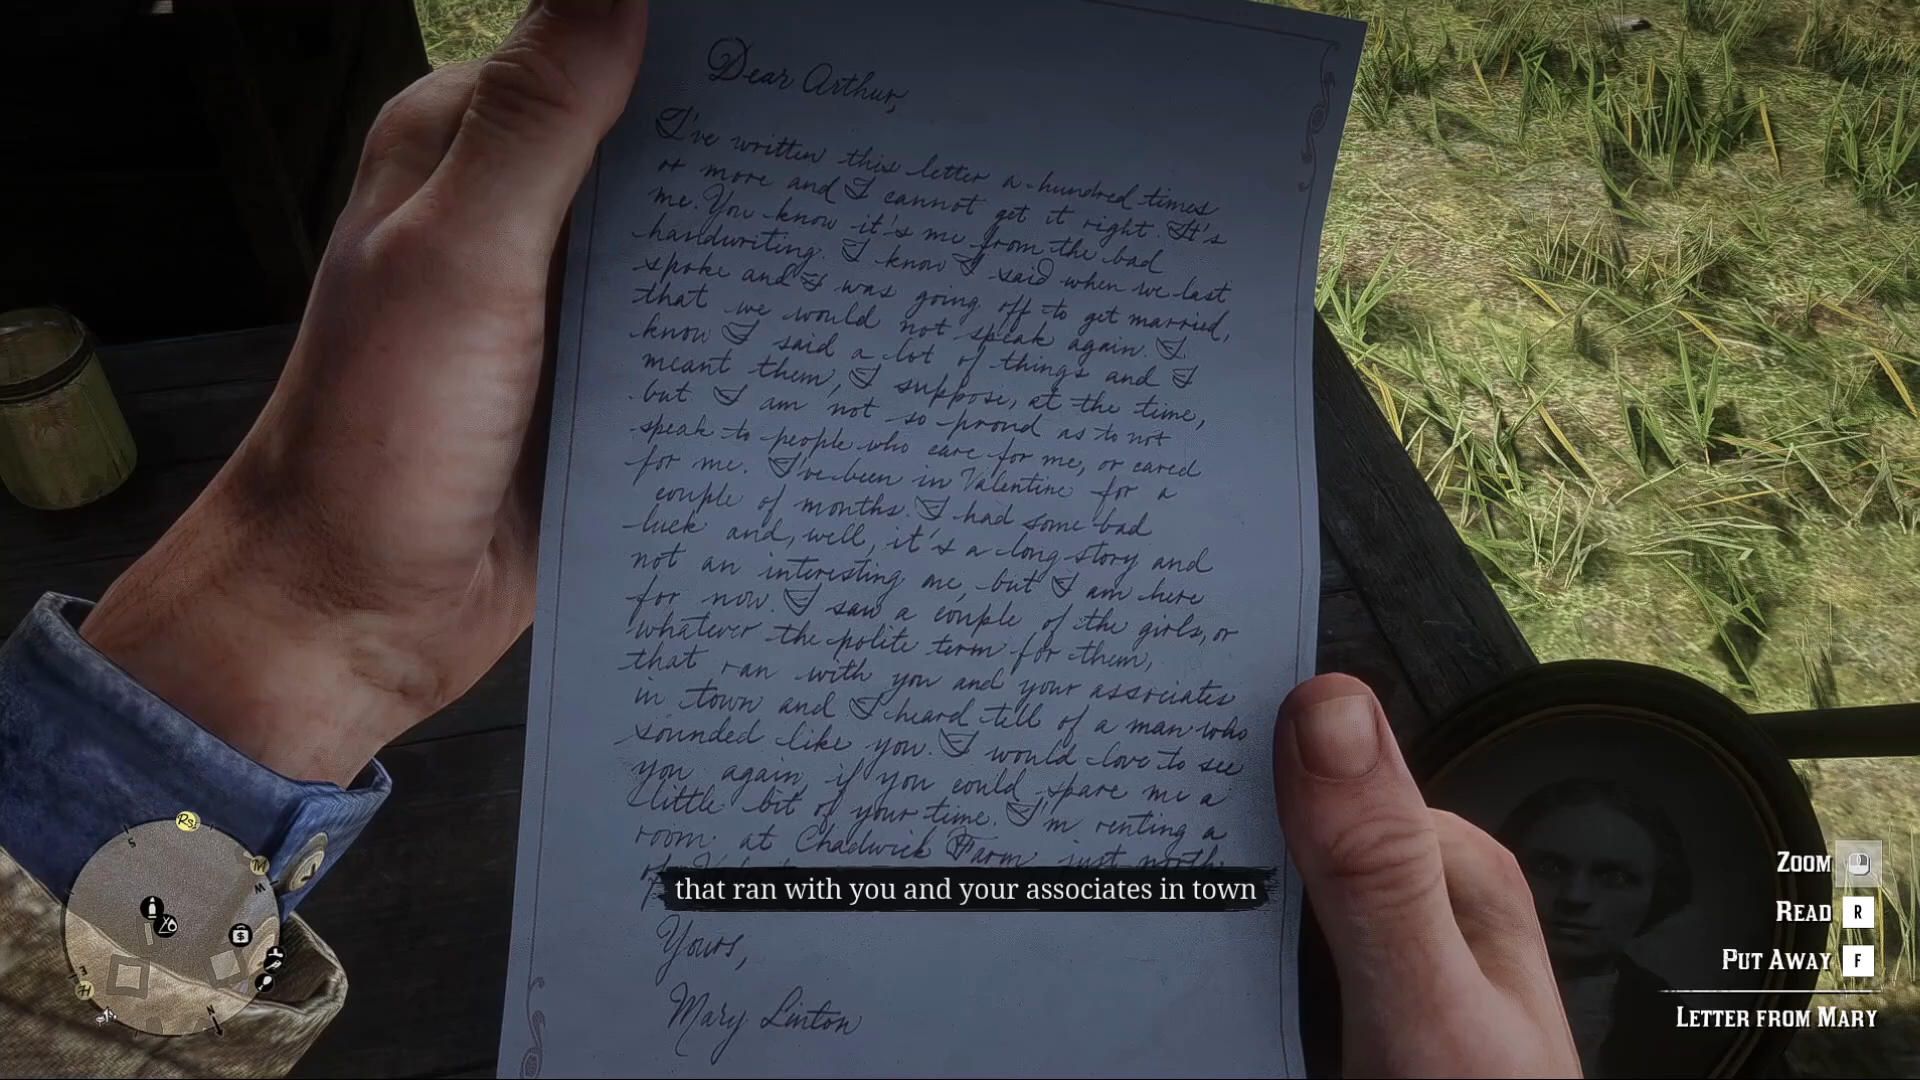 Dear Arthur,
I've written this letter a hundred times
or more and I cannot get it right. It's
me. You know it's me from the bad
handwriting. I know I said when we last
spoke and I was going off to get married,
that we would not speak again. I
know I said a lot of things and I
meant them, I suppose, at the time,
but I am not so proud as to not
speak to people who care for me, or cared
for me. I've been in Valentine for a
couple of months. I had some bad
luck and, well, it's a long story and
not an interesting one, but I am here
for now. I saw a couple of the girls, or
whatever the polite term for them,
that ran with you and your associates
in town and I heard tell of a man who
sounded like you. I would love to see
you again, if you could spare me a
little bit of your time. I'm renting a
room at Chadwick Farm just north
of
that ran with you and your associates in town
Yours,
Mary Linton
ZOOM
READ R
PUT AWAY F
LETTER FROM MARY
RS
M
W
S
E
H
N